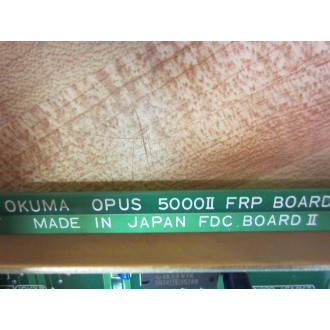 OKUMA OPUS 5000II FRP BOARD
MADE IN JAPAN FDC BOARD II